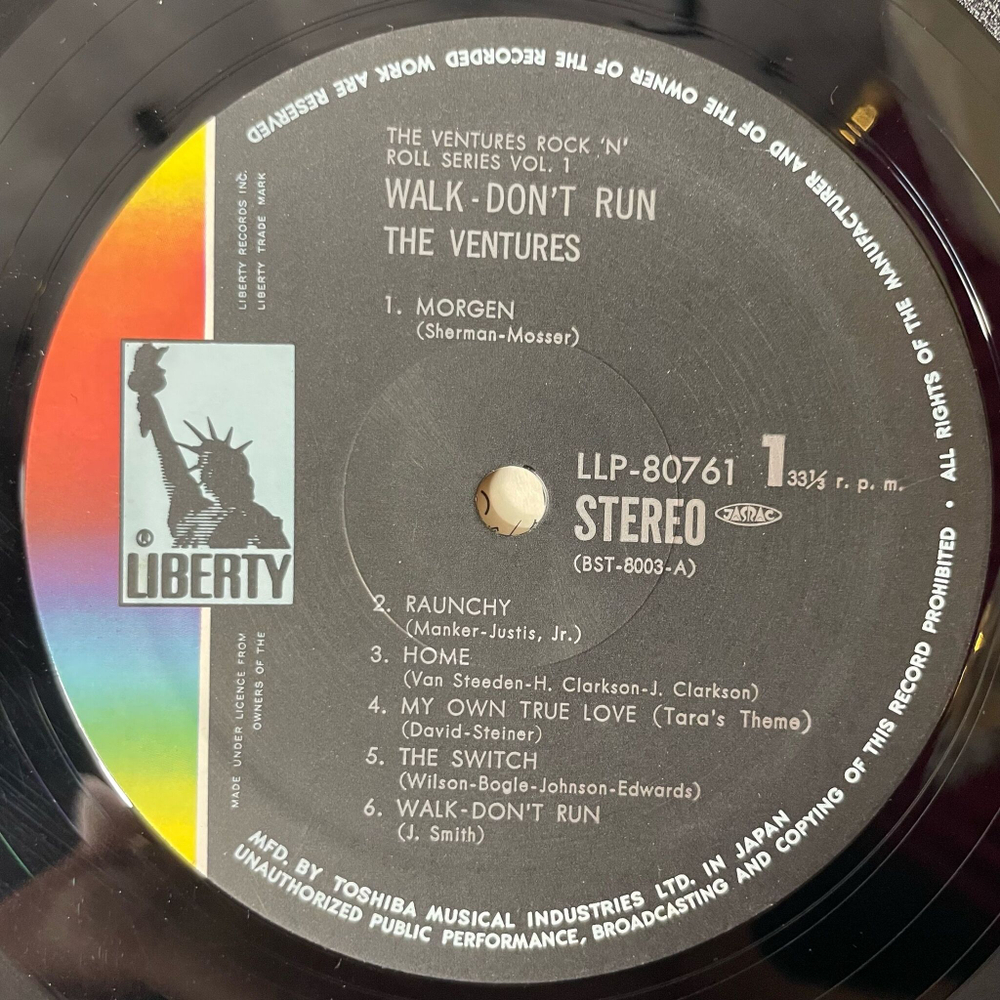 THE VENTURES ROCK 'N'
ROLL SERIES VOL. 1
WALK-DON'T RUN
THE VENTURES
1. MORGEN
(Sherman-Mosser)
LLP-80761 1 33⅓ r. p. m.
STEREO JASRAC
(BST-8003-A)
2. RAUNCHY
(Manker-Justis, Jr.)
3. HOME
(Van Steeden-H. Clarkson-J. Clarkson)
4. MY OWN TRUE LOVE (Tara's Theme)
(David-Steiner)
5. THE SWITCH
(Wilson-Bogle-Johnson-Edwards)
6. WALK-DON'T RUN
(J. Smith)
LIBERTY RECORDS INC.
LIBERTY TRADE MARK
®
LIBERTY
MADE UNDER LICENCE FROM
OWNERS OF THE
MFD. BY TOSHIBA MUSICAL INDUSTRIES LTD. IN JAPAN
UNAUTHORIZED PUBLIC PERFORMANCE, BROADCASTING AND COPYING OF THIS RECORD PROHIBITED • ALL RIGHTS OF THE MANUFACTURER AND OF THE OWNER OF THE RECORDED WORK ARE RESERVED